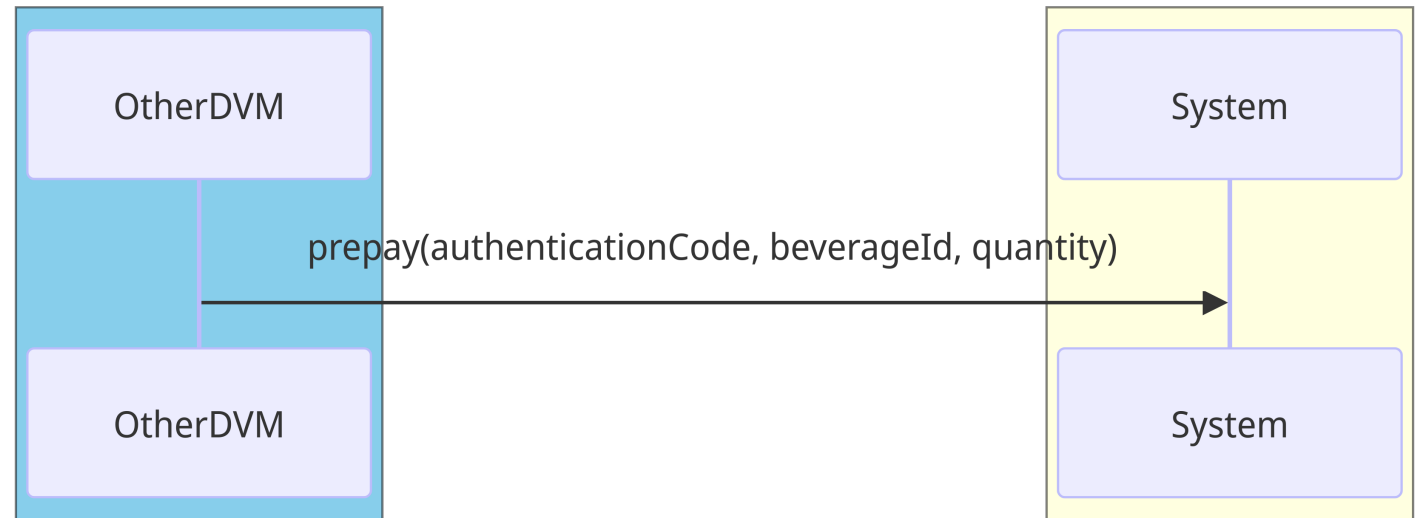 OtherDVM
System
prepay(authenticationCode, beverageId, quantity)
OtherDVM
System